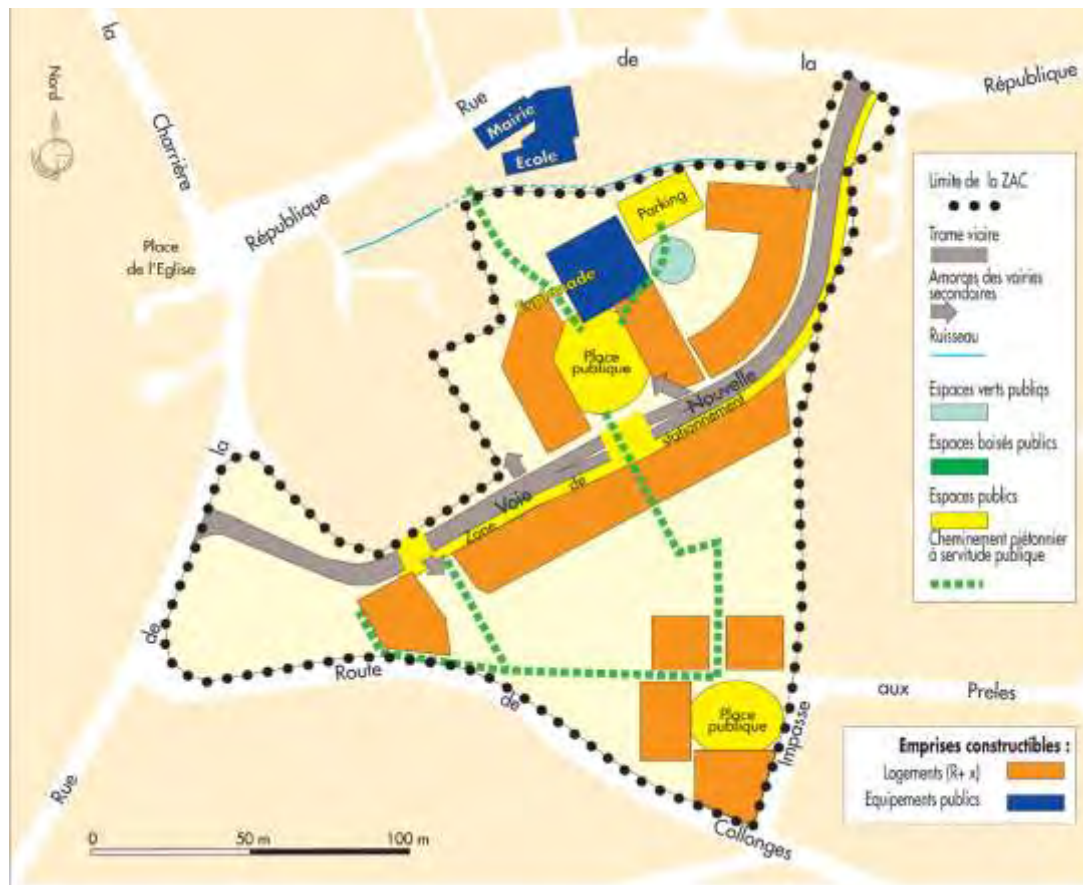 la
Nord
Charrière
Place
de l'Eglise
République
Rue
de
la
République
Mairie
Ecole
Parking
Esplanade
Place
publique
Nouvelle
stationnement
de
Voie
Zone
la
de
Rue
Route
de
Collonges
Impasse
aux Preles
Place
publique
Limite de la ZAC
Trame viaire
Amorces des voiries
secondaires
Ruisseau
Espaces verts publiqs
Espaces boisés publics
Espaces publics
Cheminement piétonnier
à servitude publique
Emprises constructibles :
Logements (R+ x)
Equipements publics
0 50 m 100 m